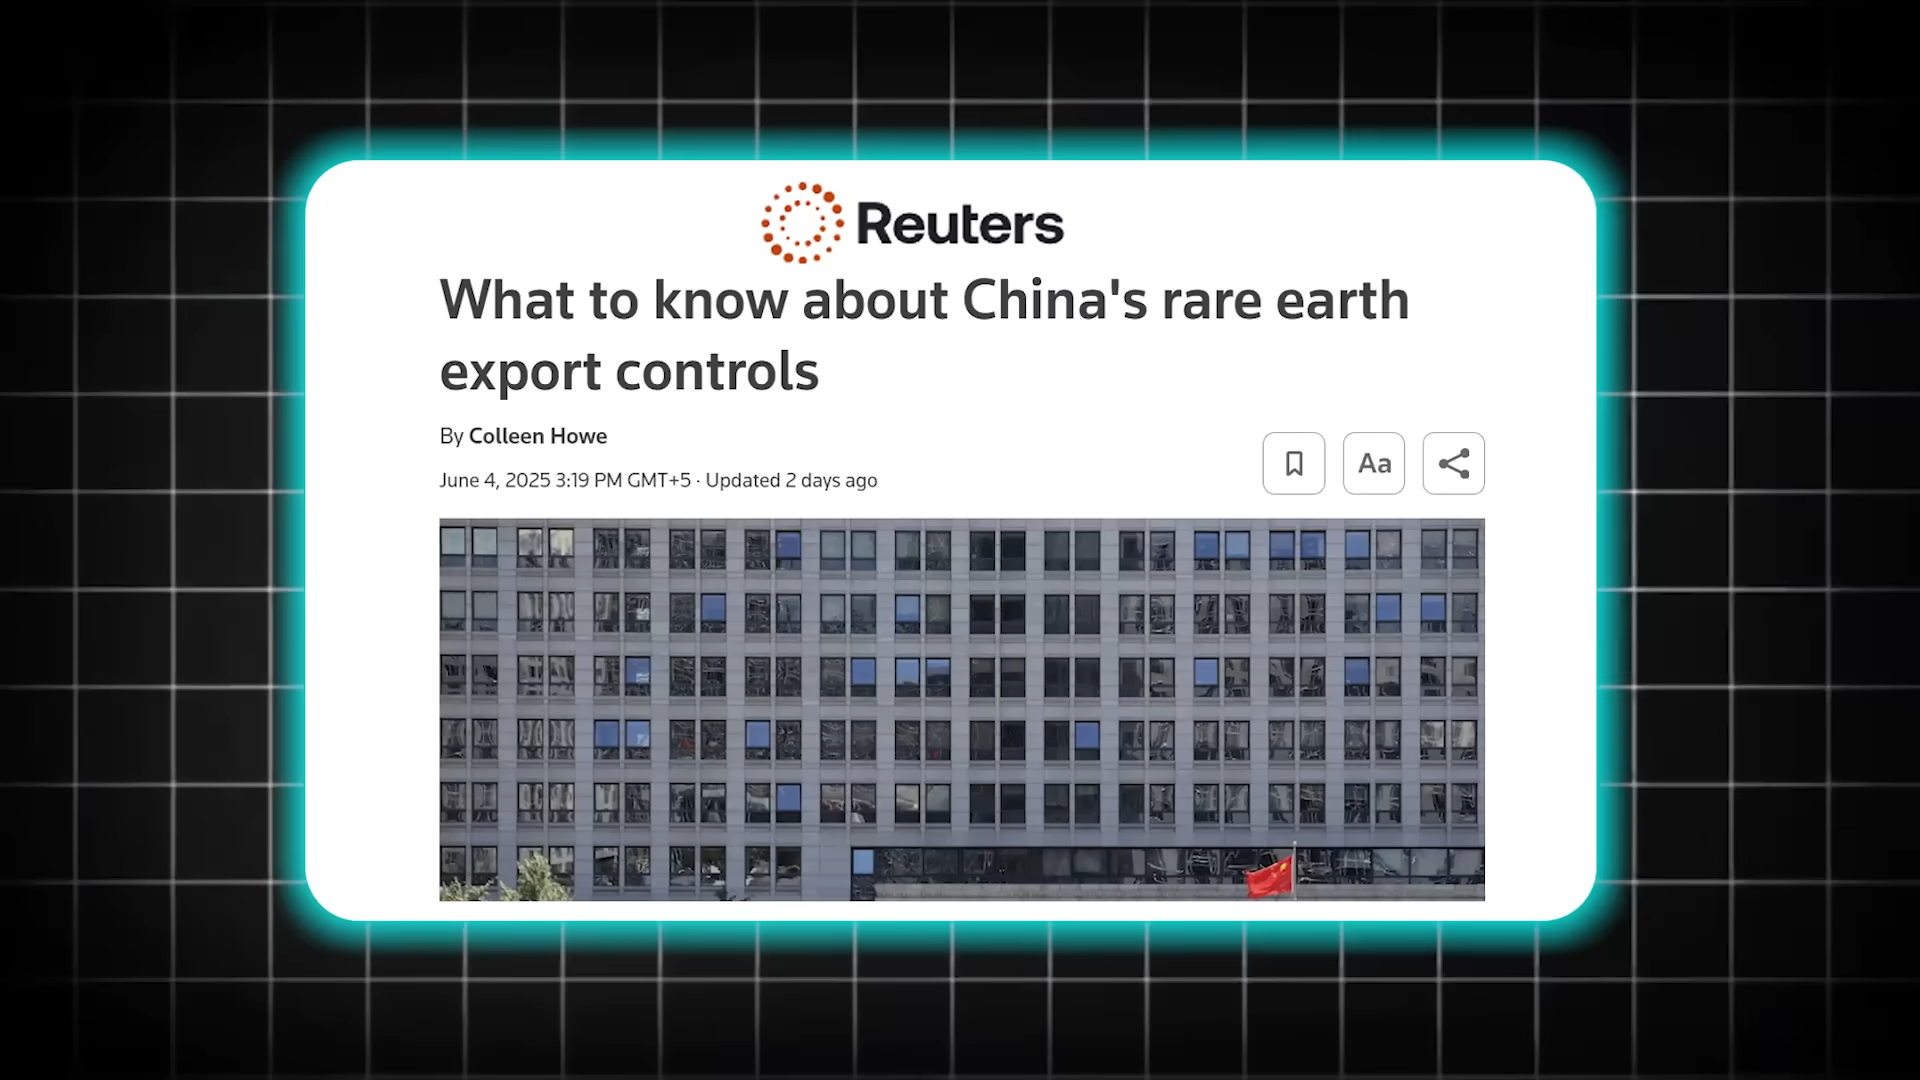 Reuters
What to know about China's rare earth
export controls
By Colleen Howe
June 4, 2025 3:19 PM GMT+5 · Updated 2 days ago
Aa